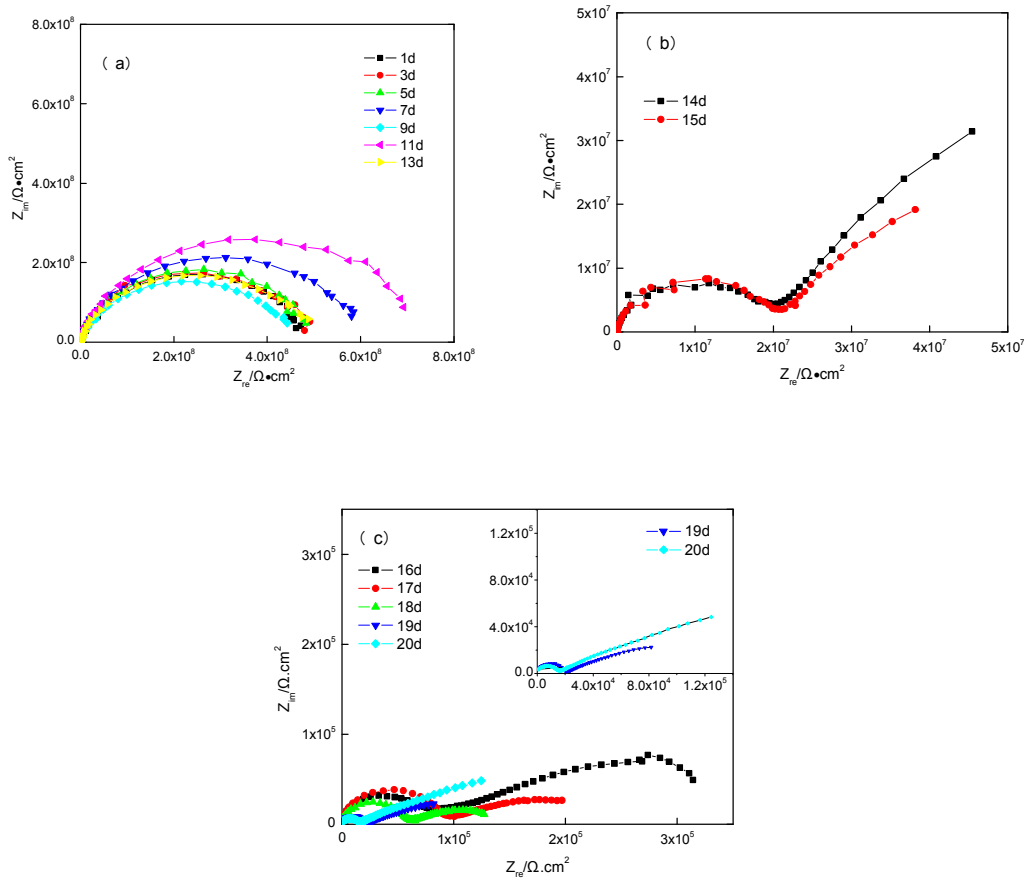 8.0x10⁸
6.0x10⁸
4.0x10⁸
2.0x10⁸
0.0
Z_im/Ω•cm²
( a)
1d
3d
5d
7d
9d
11d
13d
0.0 2.0x10⁸ 4.0x10⁸ 6.0x10⁸ 8.0x10⁸
Z_re/Ω•cm²
5x10⁷
4x10⁷
3x10⁷
2x10⁷
1x10⁷
0
Z_im/Ω•cm²
( b)
14d
15d
0 1x10⁷ 2x10⁷ 3x10⁷ 4x10⁷ 5x10⁷
Z_re/Ω•cm²
3x10⁵
2x10⁵
1x10⁵
0
Z_im/Ω.cm²
( c)
16d
17d
18d
19d
20d
1.2x10⁵
8.0x10⁴
4.0x10⁴
0.0
19d
20d
0.0 4.0x10⁴ 8.0x10⁴ 1.2x10⁵
0 1x10⁵ 2x10⁵ 3x10⁵
Z_re/Ω.cm²